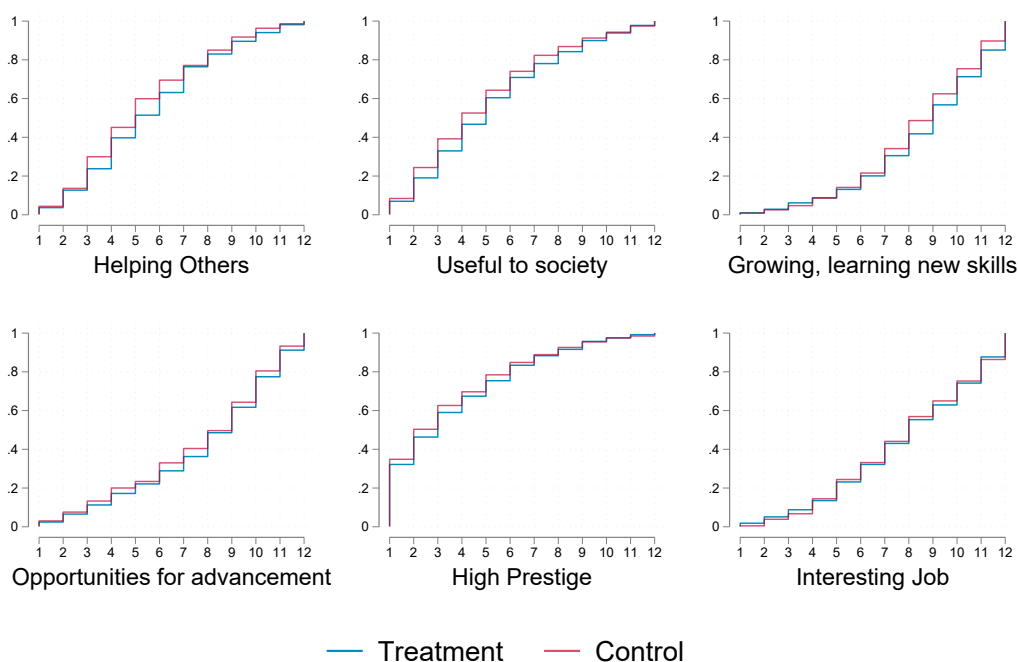 1
.8
.6
.4
.2
0
1 2 3 4 5 6 7 8 9 10 11 12
Helping Others
1
.8
.6
.4
.2
0
1 2 3 4 5 6 7 8 9 10 11 12
Useful to society
1
.8
.6
.4
.2
0
1 2 3 4 5 6 7 8 9 10 11 12
Growing, learning new skills
1
.8
.6
.4
.2
0
1 2 3 4 5 6 7 8 9 10 11 12
Opportunities for advancement
1
.8
.6
.4
.2
0
1 2 3 4 5 6 7 8 9 10 11 12
High Prestige
1
.8
.6
.4
.2
0
1 2 3 4 5 6 7 8 9 10 11 12
Interesting Job
Treatment Control